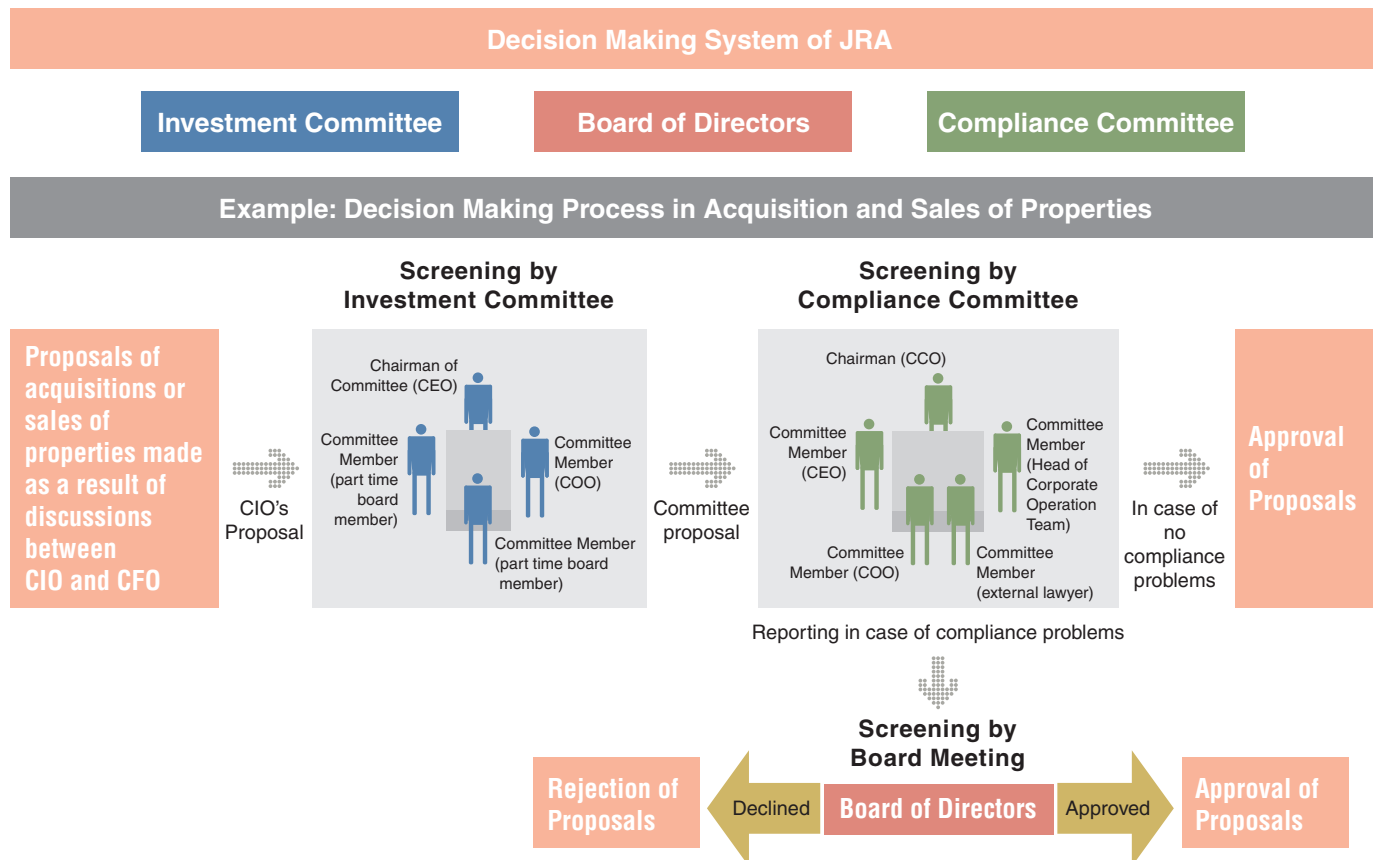 Decision Making System of JRA
Investment Committee
Board of Directors
Compliance Committee
Example: Decision Making Process in Acquisition and Sales of Properties
Screening by
Investment Committee
Screening by
Compliance Committee
Proposals of
acquisitions or
sales of
properties made
as a result of
discussions
between
CIO and CFO
CIO's
Proposal
Chairman of
Committee (CEO)
Committee
Member
(part time
board
member)
Committee
Member
(COO)
Committee Member
(part time board
member)
Committee
proposal
Chairman (CCO)
Committee
Member
(CEO)
Committee
Member
(Head of
Corporate
Operation
Team)
Committee
Member (COO)
Committee
Member
(external lawyer)
In case of
no
compliance
problems
Approval
of
Proposals
Reporting in case of compliance problems
Screening by
Board Meeting
Rejection of
Proposals
Declined
Board of Directors
Approved
Approval of
Proposals